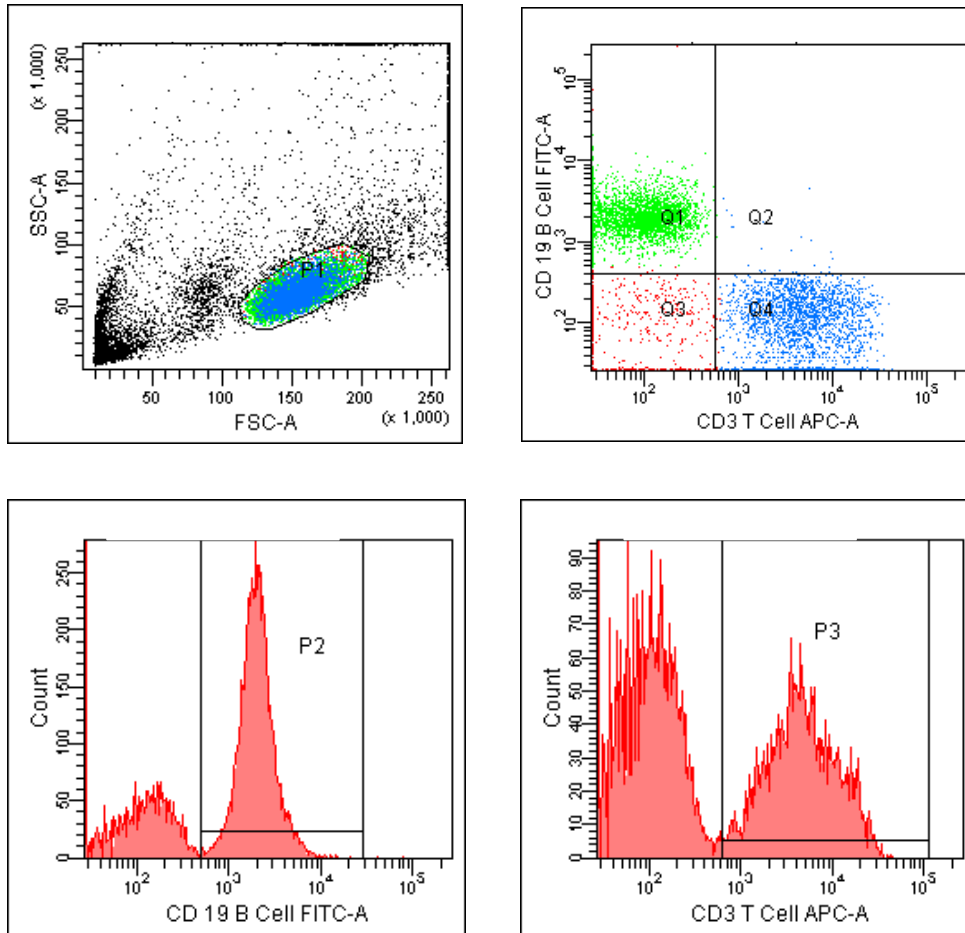 (x 1,000)
250
200
150
100
50
SSC-A
P1
50 100 150 200 250
FSC-A
(x 1,000)
CD 19 B Cell FITC-A
10^5
10^4
10^3
10^2
Q1
Q2
Q3
Q4
10^2 10^3 10^4 10^5
CD3 T Cell APC-A
Count
250
200
150
100
50
0
P2
10^2 10^3 10^4 10^5
CD 19 B Cell FITC-A
Count
90
80
70
60
50
40
30
20
10
0
P3
10^2 10^3 10^4 10^5
CD3 T Cell APC-A